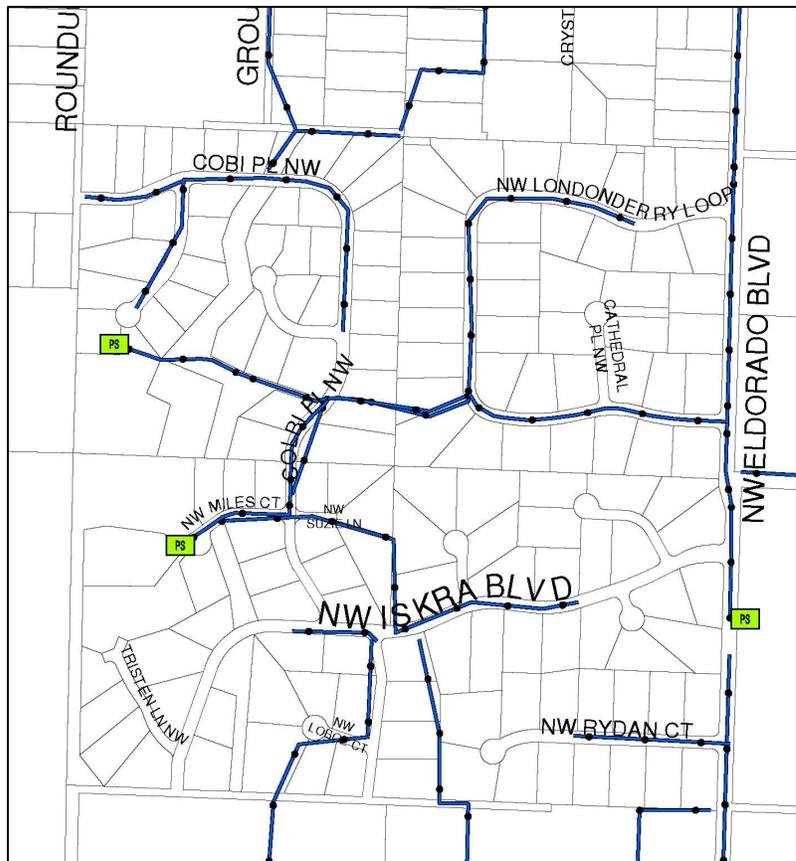 ROUNDU
GROU
CRYST
COBI PL NW
NW LONDONDERRY LOOP
NW ELDORADO BLVD
CATHEDRAL
PL NW
PS
COLBI PL NW
NW MILES CT
NW
SUZIE LN
PS
NW ISKRA BLVD
PS
TRISTEN LN NW
NW
LOBOS CT
NW RYDAN CT